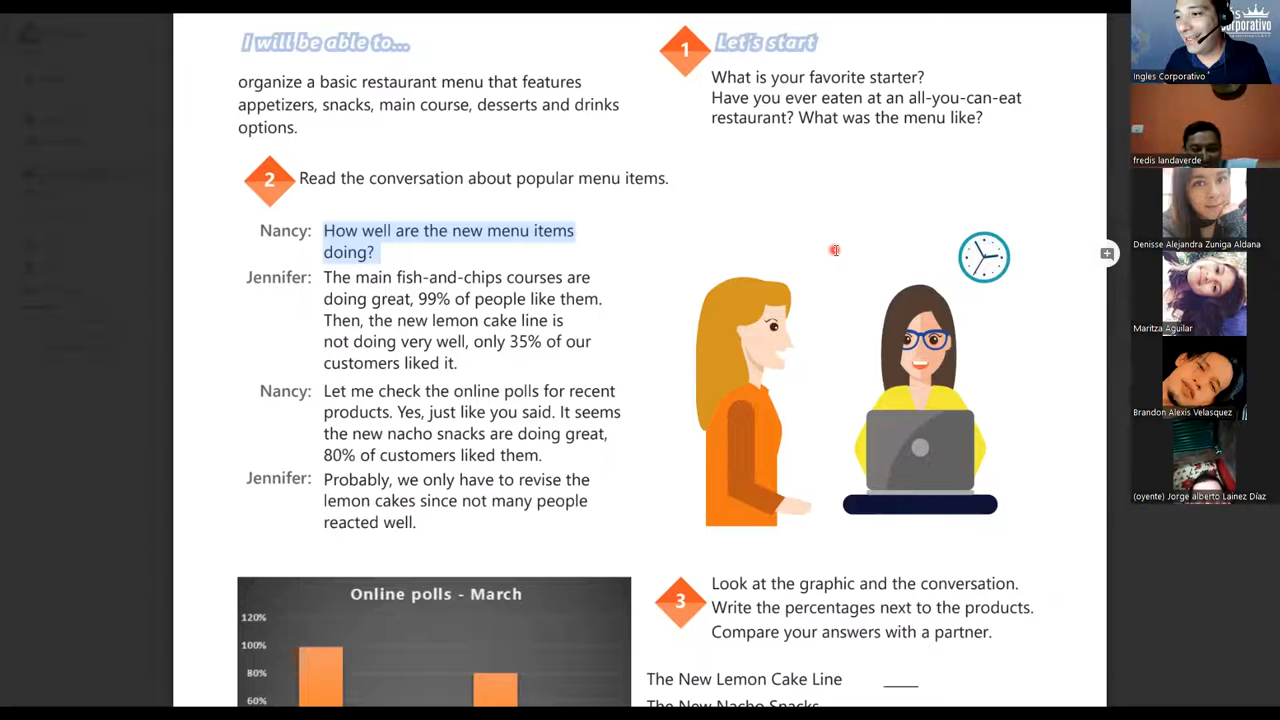 I will be able to...
organize a basic restaurant menu that features
appetizers, snacks, main course, desserts and drinks
options.
1
Let's start
What is your favorite starter?
Have you ever eaten at an all-you-can-eat
restaurant? What was the menu like?
2
Read the conversation about popular menu items.
Nancy: How well are the new menu items
doing?
Jennifer: The main fish-and-chips courses are
doing great, 99% of people like them.
Then, the new lemon cake line is
not doing very well, only 35% of our
customers liked it.
Nancy: Let me check the online polls for recent
products. Yes, just like you said. It seems
the new nacho snacks are doing great,
80% of customers liked them.
Jennifer: Probably, we only have to revise the
lemon cakes since not many people
reacted well.
Online polls - March
120%
100%
80%
60%
3
Look at the graphic and the conversation.
Write the percentages next to the products.
Compare your answers with a partner.
The New Lemon Cake Line ____
The New Nacho Snacks
Corporativo
Ingles Corporativo
fredis landaverde
Denisse Alejandra Zuniga Aldana
Maritza Aguilar
Brandon Alexis Velasquez
(oyente) Jorge alberto Lainez Díaz